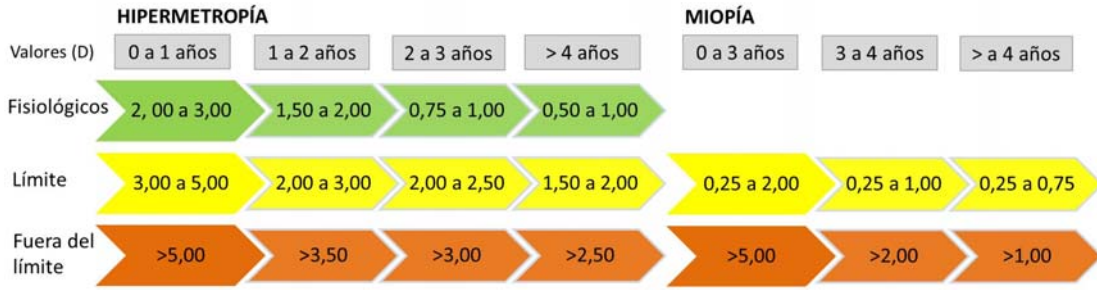 HIPERMETROPÍA MIOPÍA
Valores (D) 0 a 1 años 1 a 2 años 2 a 3 años > 4 años 0 a 3 años 3 a 4 años > a 4 años
Fisiológicos 2, 00 a 3,00 1,50 a 2,00 0,75 a 1,00 0,50 a 1,00
Límite 3,00 a 5,00 2,00 a 3,00 2,00 a 2,50 1,50 a 2,00 0,25 a 2,00 0,25 a 1,00 0,25 a 0,75
Fuera del
límite >5,00 >3,50 >3,00 >2,50 >5,00 >2,00 >1,00